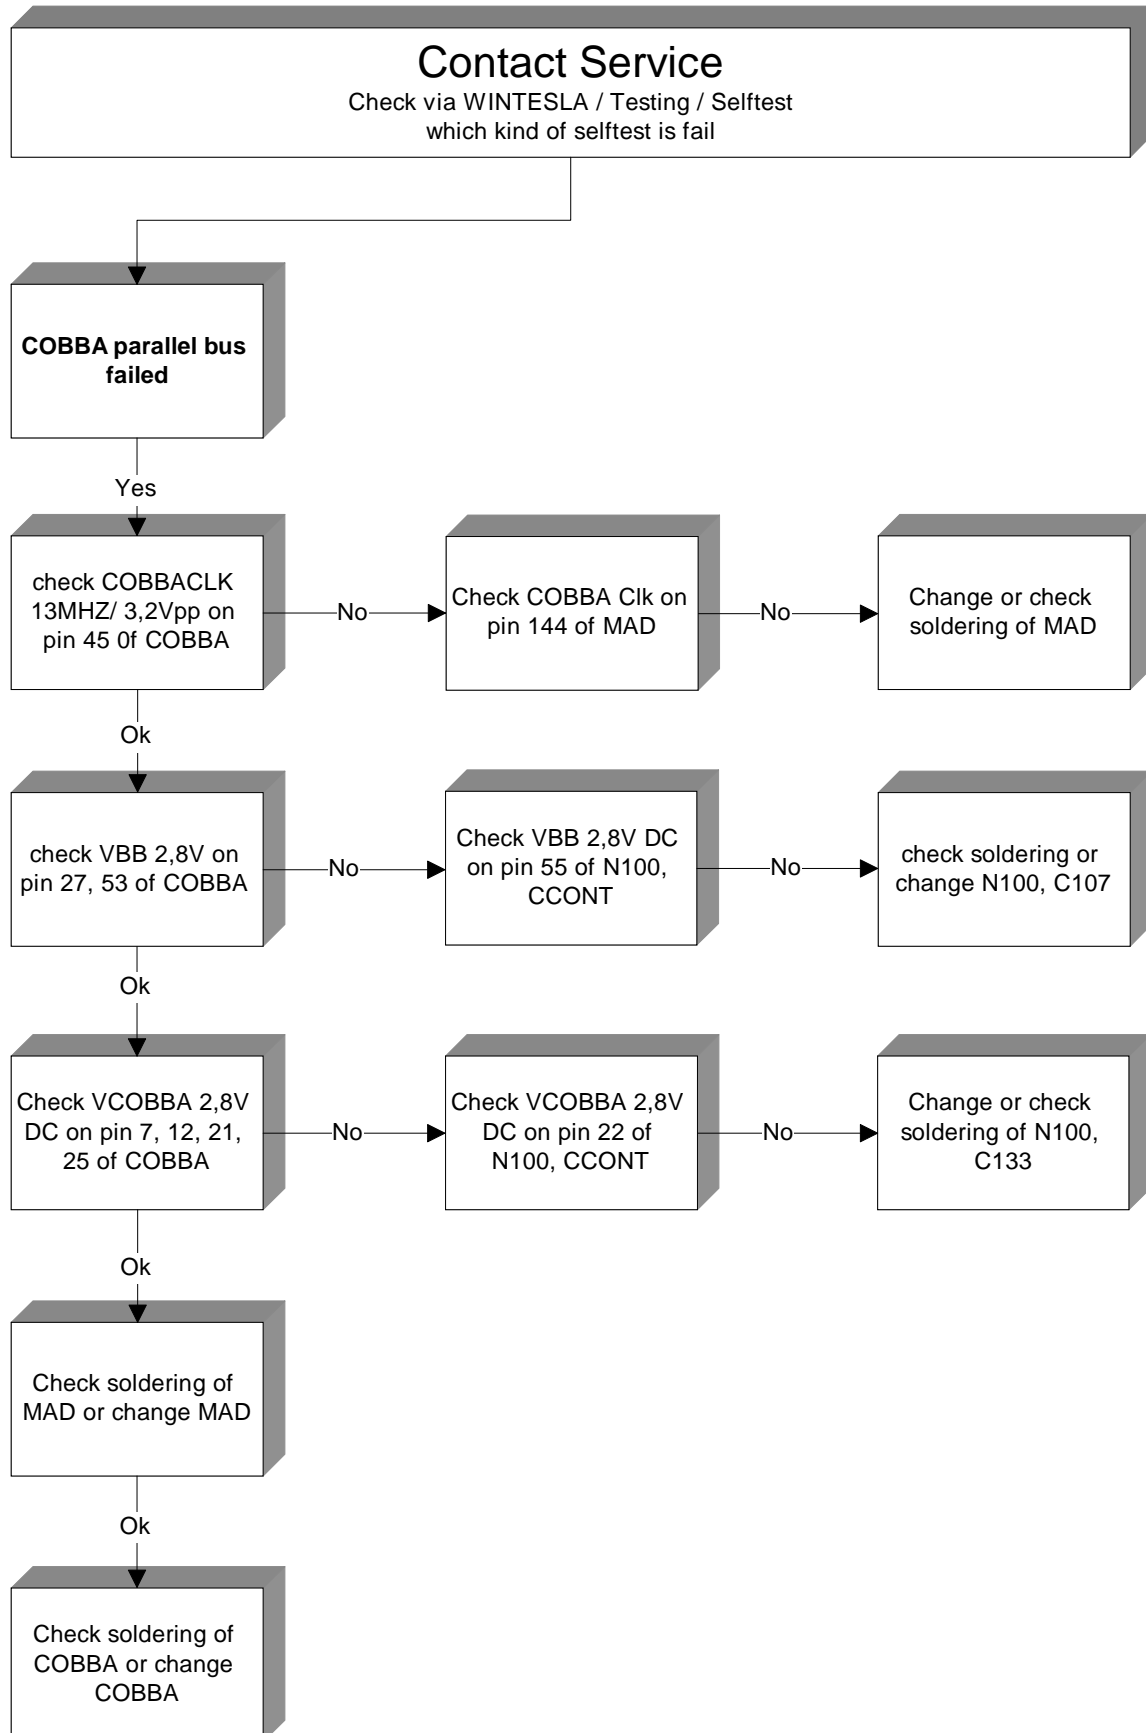 Contact Service
Check via WINTESLA / Testing / Selftest
which kind of selftest is fail
COBBA parallel bus
failed
Yes
check COBBACLK
13MHZ/ 3,2Vpp on
pin 45 0f COBBA
No
Check COBBA Clk on
pin 144 of MAD
No
Change or check
soldering of MAD
Ok
check VBB 2,8V on
pin 27, 53 of COBBA
No
Check VBB 2,8V DC
on pin 55 of N100,
CCONT
No
check soldering or
change N100, C107
Ok
Check VCOBBA 2,8V
DC on pin 7, 12, 21,
25 of COBBA
No
Check VCOBBA 2,8V
DC on pin 22 of
N100, CCONT
No
Change or check
soldering of N100,
C133
Ok
Check soldering of
MAD or change MAD
Ok
Check soldering of
COBBA or change
COBBA